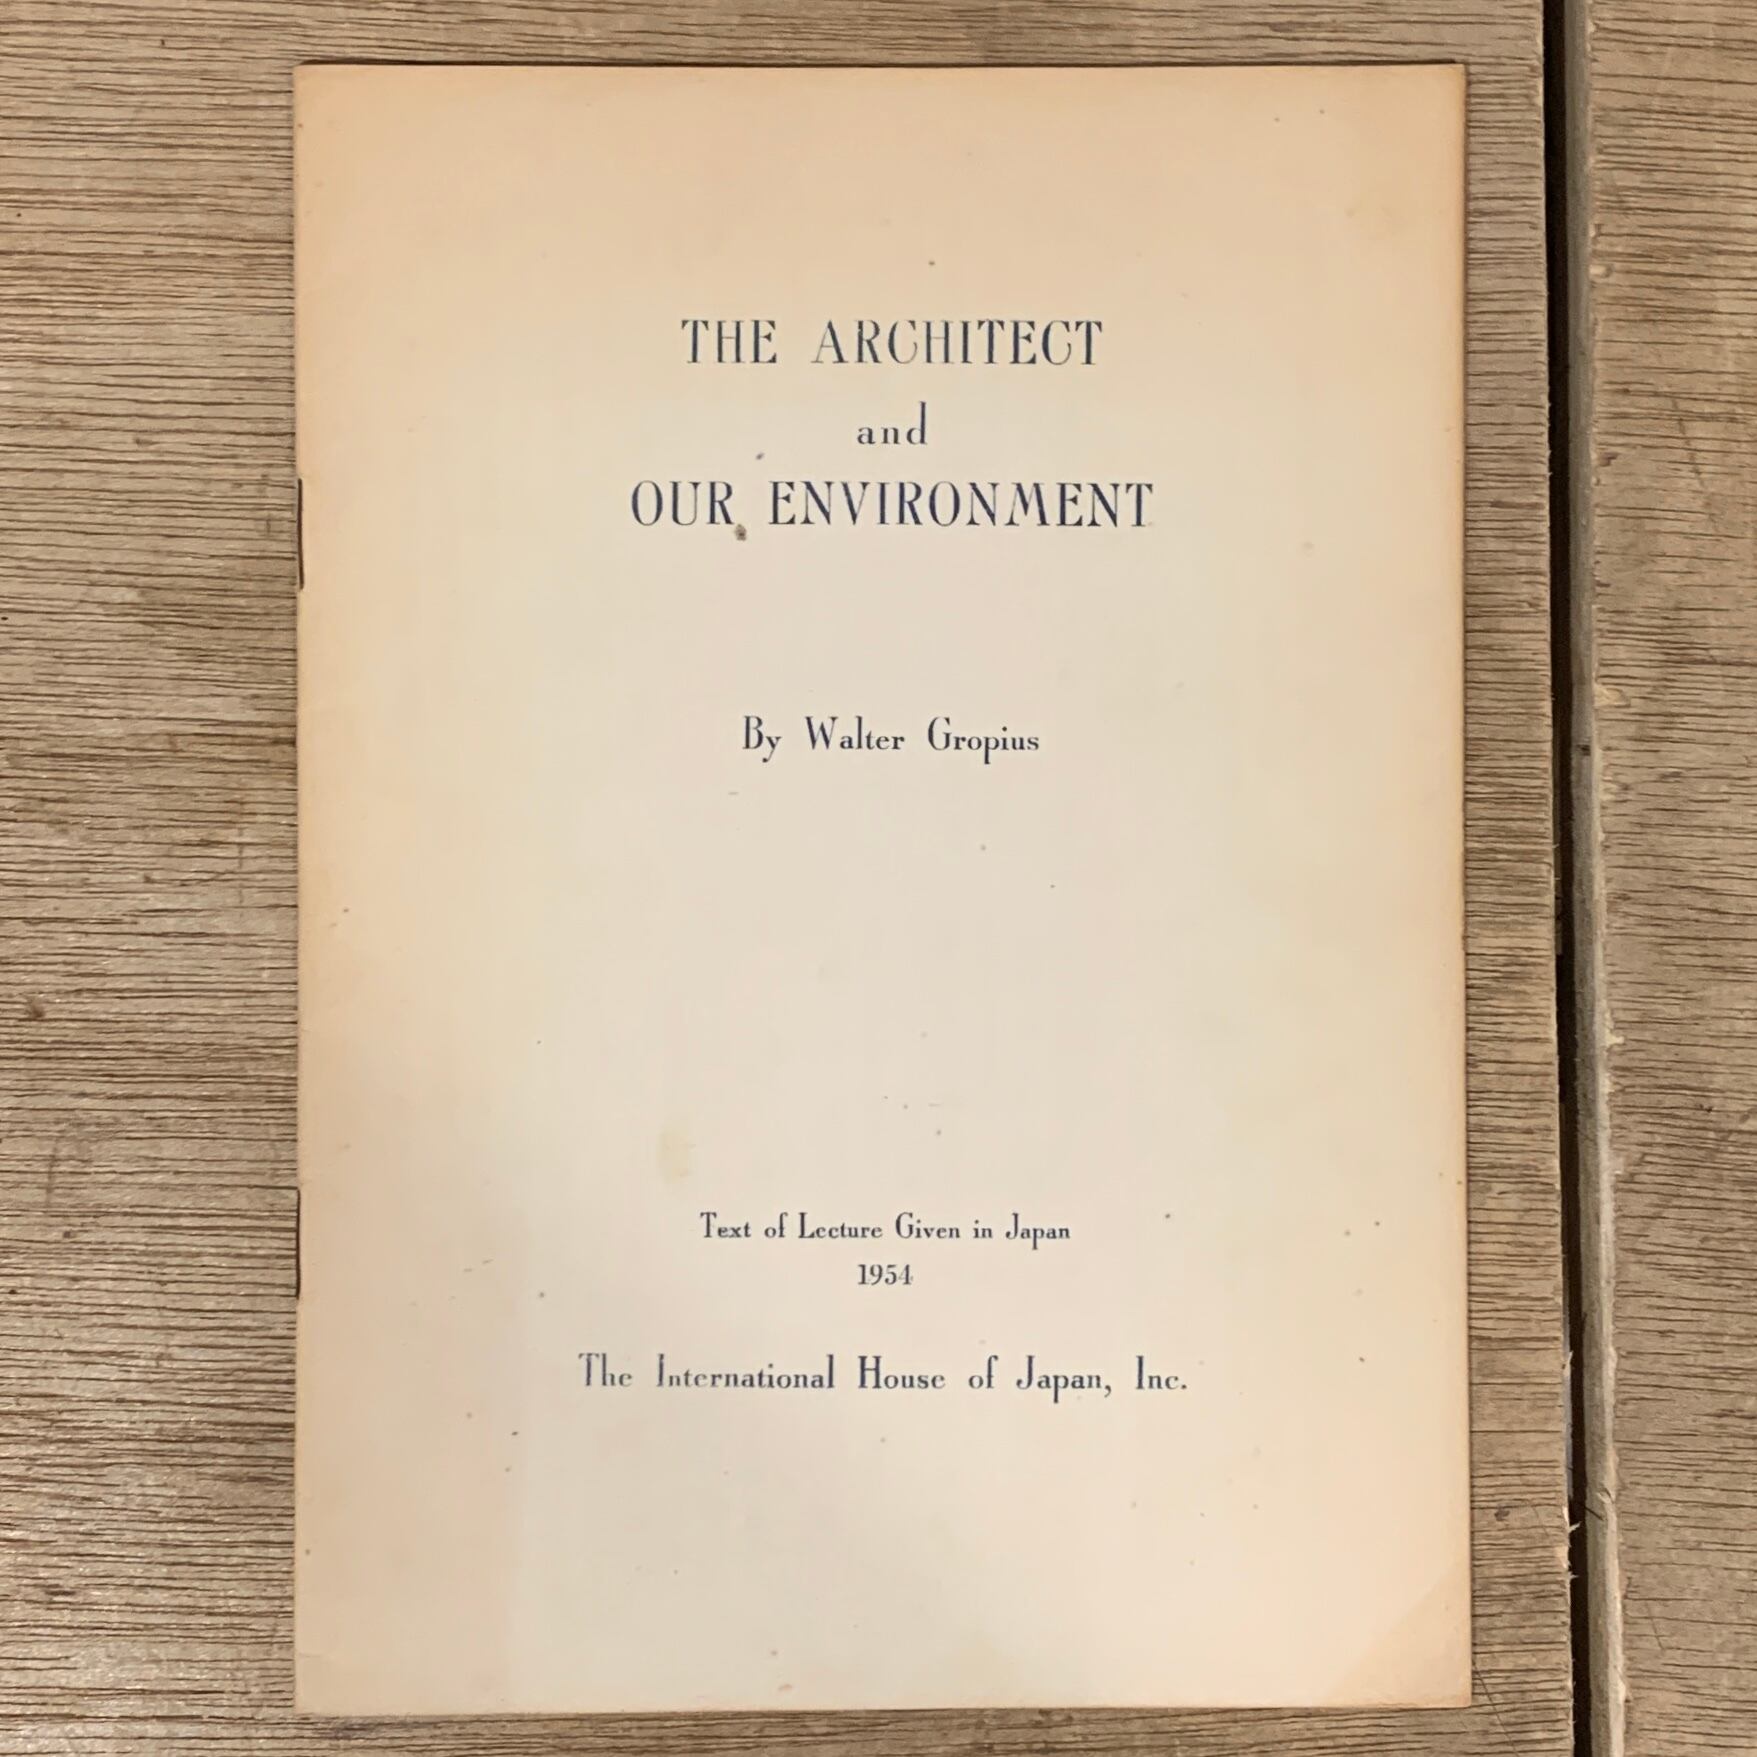 THE ARCHITECT
and
OUR ENVIRONMENT
By Walter Gropius
Text of Lecture Given in Japan
1954
The International House of Japan, Inc.